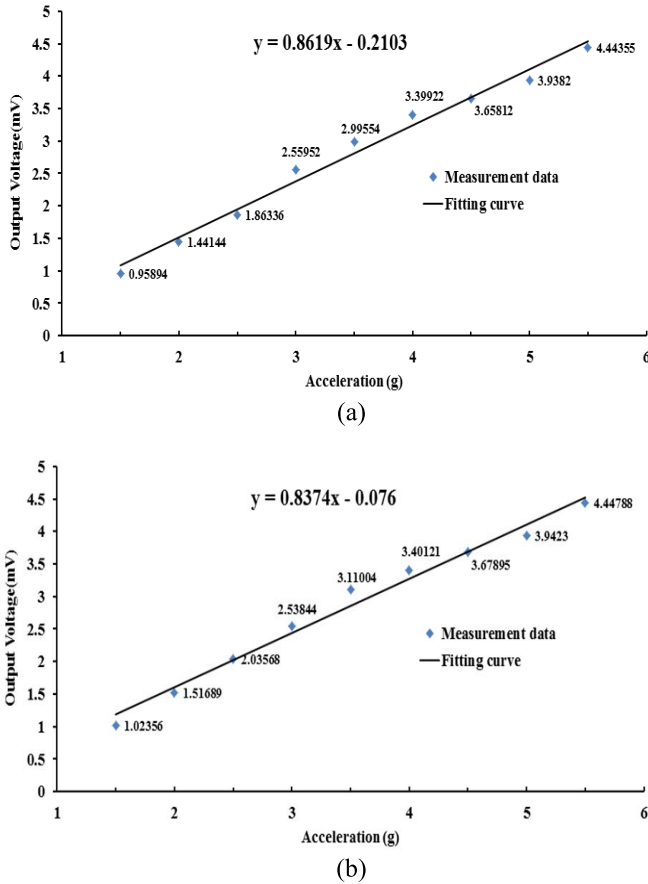 y = 0.8619x - 0.2103
5
4.5
4
3.5
3
2.5
2
1.5
1
0.5
0
Output Voltage(mV)
0.95894
1.44144
1.86336
2.55952
2.99554
3.39922
3.65812
3.9382
4.44355
Measurement data
Fitting curve
1 2 3 4 5 6
Acceleration (g)
(a)
y = 0.8374x - 0.076
5
4.5
4
3.5
3
2.5
2
1.5
1
0.5
0
Output Voltage(mV)
1.02356
1.51689
2.03568
2.53844
3.11004
3.40121
3.67895
3.9423
4.44788
Measurement data
Fitting curve
1 2 3 4 5 6
Acceleration (g)
(b)